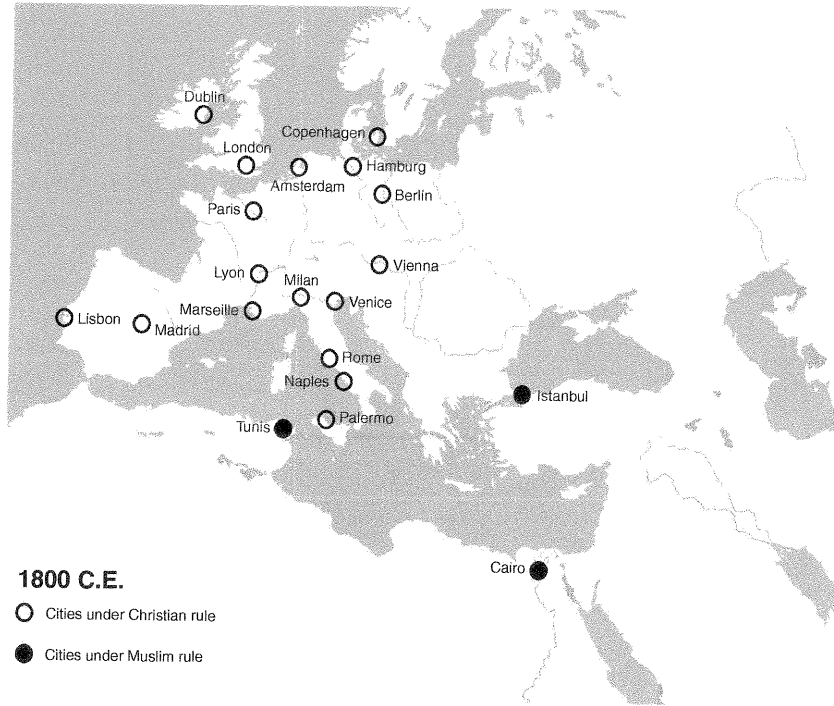 Dublin
London
Copenhagen
Hamburg
Amsterdam
Berlin
Paris
Vienna
Lyon
Milan
Marseille
Venice
Lisbon
Madrid
Rome
Naples
Istanbul
Tunis
Palermo
Cairo
1800 C.E.
Cities under Christian rule
Cities under Muslim rule